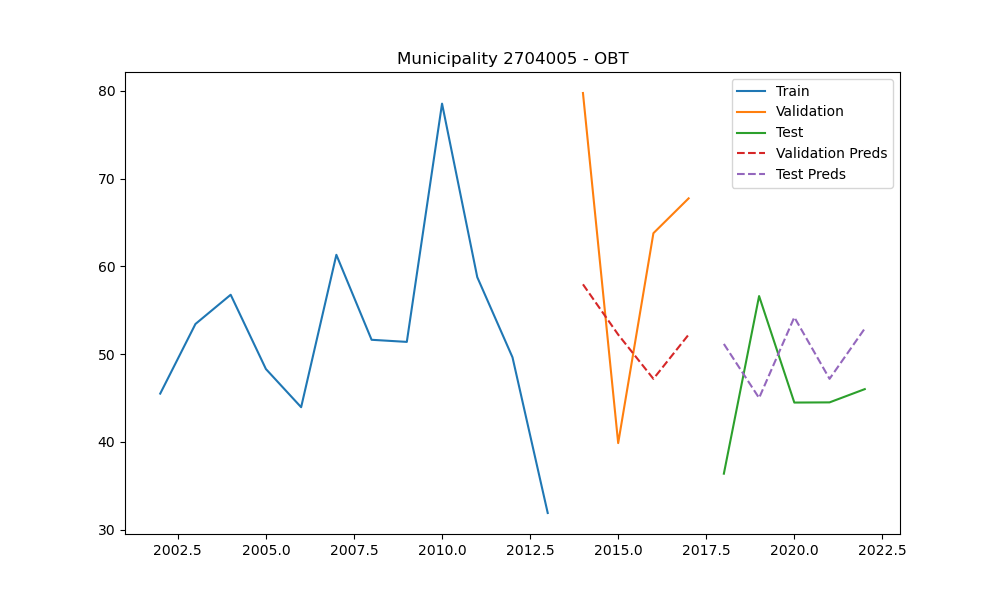 Municipality 2704005 - OBT
Train
Validation
Test
Validation Preds
Test Preds
80
70
60
50
40
30
2002.5 2005.0 2007.5 2010.0 2012.5 2015.0 2017.5 2020.0 2022.5